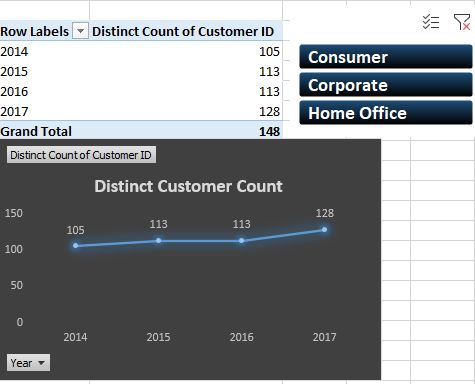 Row Labels Distinct Count of Customer ID
2014 105
2015 113
2016 113
2017 128
Grand Total 148
Consumer
Corporate
Home Office
Distinct Count of Customer ID
Distinct Customer Count
150
100
50
0
105 113 113 128
2014 2015 2016 2017
Year